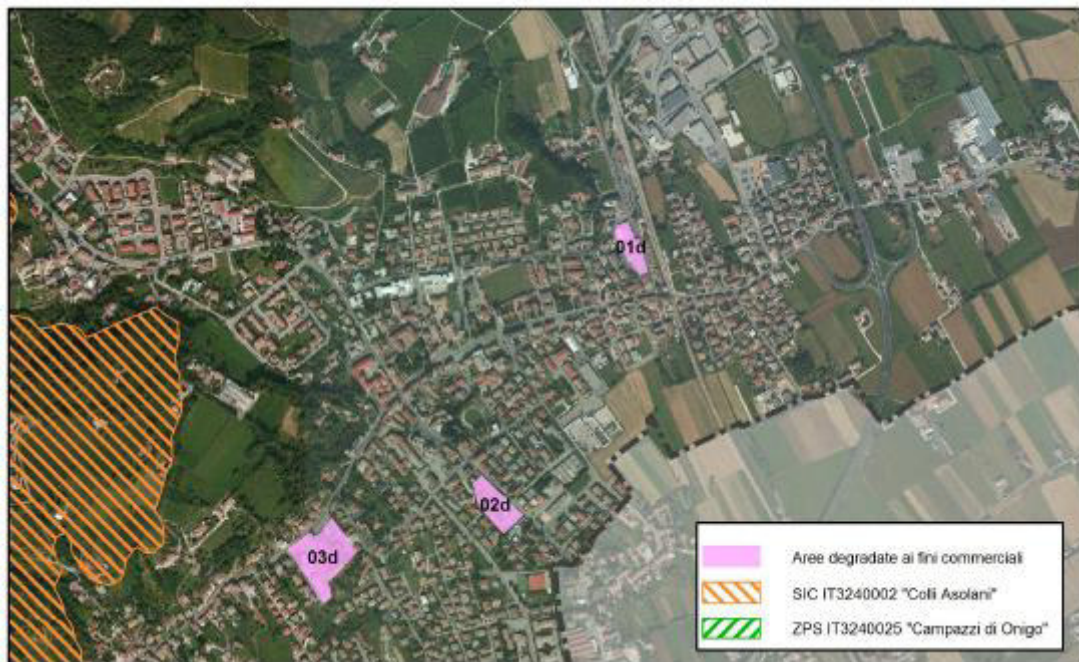 01d
02d
03d
Aree degradate ai fini commerciali
SIC IT3240002 "Colli Asolani"
ZPS IT3240025 "Campazzi di Onigo"